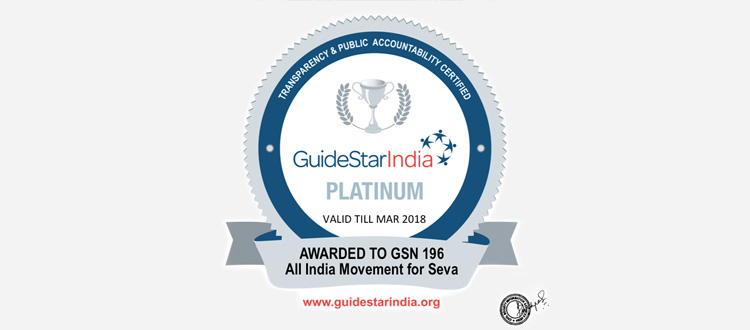 TRANSPARENCY & PUBLIC ACCOUNTABILITY CERTIFIED
GuideStarIndia
PLATINUM
VALID TILL MAR 2018
AWARDED TO GSN 196
All India Movement for Seva
www.guidestarindia.org